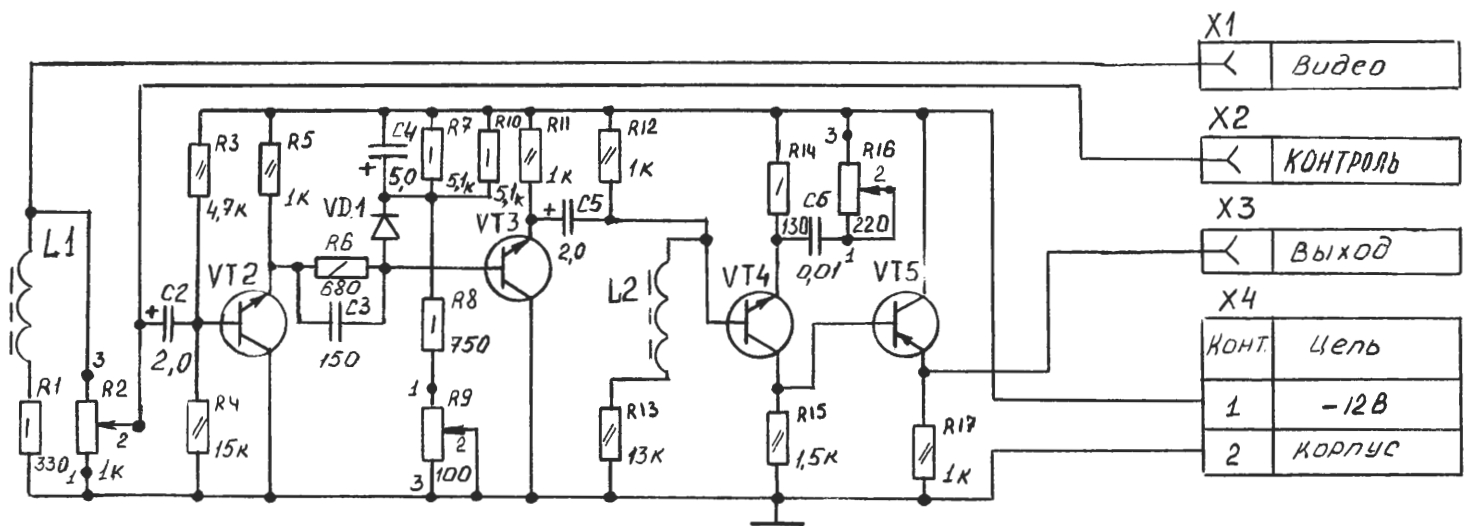 X1
Видео
X2
КОНТРОЛЬ
X3
Выход
X4
Конт.
Цепь
1
-12В
2
Корпус
L1
R1
330
R2
3
2
1
1к
C2
+
2,0
R3
4,7к
R4
15к
VT2
R5
1к
R6
680
C3
150
VD.1
C4
+
5,0
R7
5,1к
R10
5,1к
R8
750
1
R9
2
3
100
VT3
R11
1к
+
C5
2,0
R12
1к
L2
R13
13к
VT4
R14
130
C6
0,01
3
R16
2
220
1
VT5
R15
1,5к
R17
1к